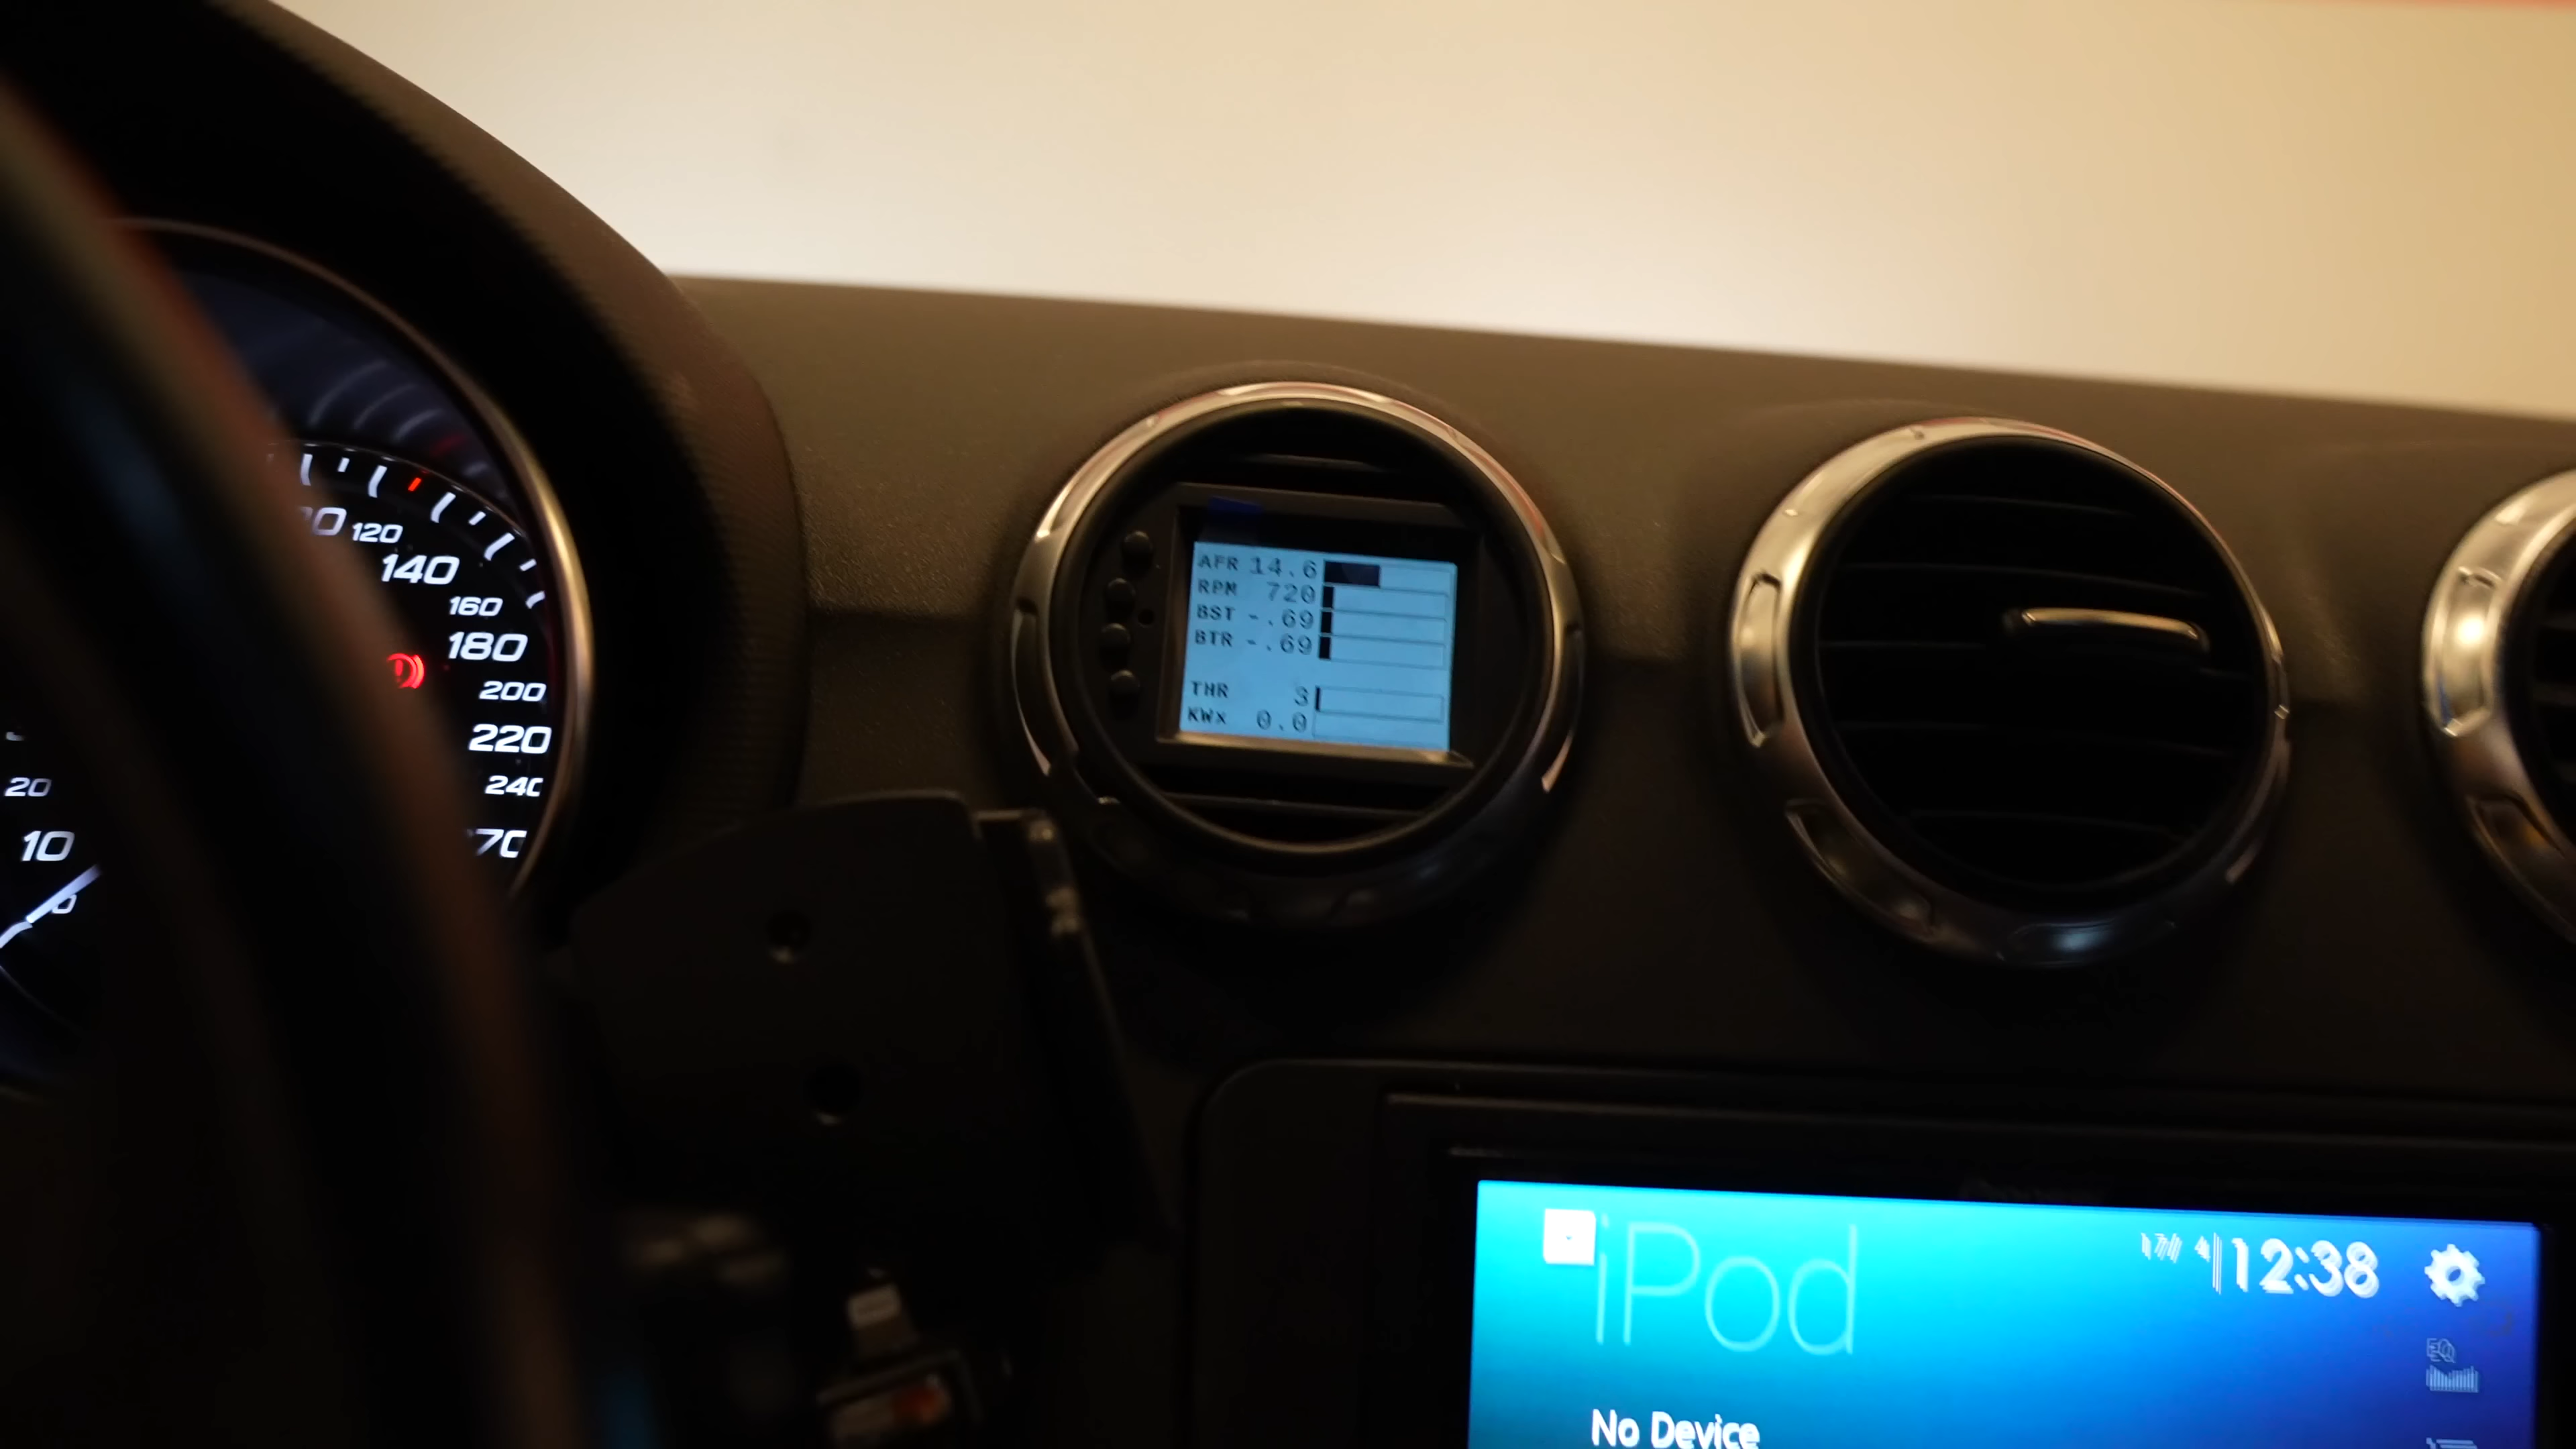 120
140
160
180
200
220
240
20
10
AFR 14.6
RPM 720
BST -.69
BTR -.69
THR 3
KWx 0.0
iPod
12:38
EQ
No Device